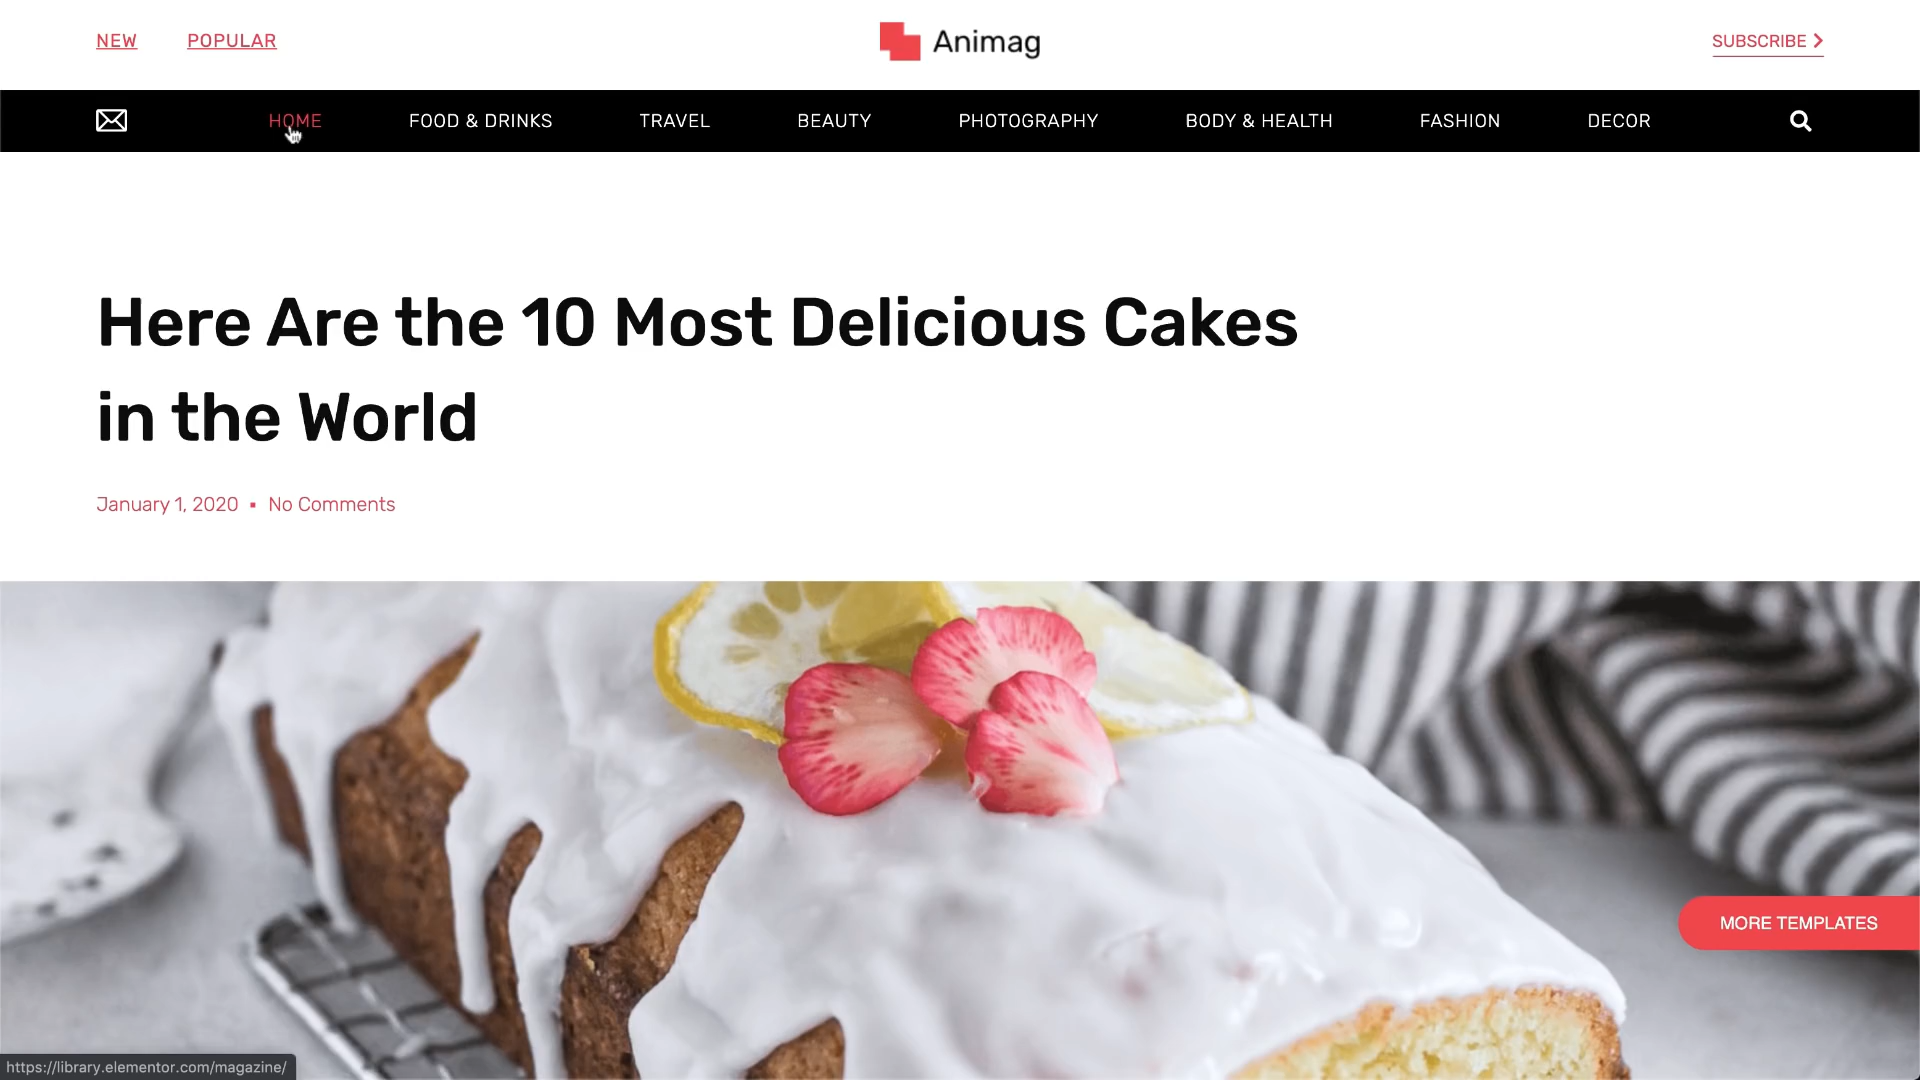 NEW POPULAR Animag SUBSCRIBE
HOME FOOD & DRINKS TRAVEL BEAUTY PHOTOGRAPHY BODY & HEALTH FASHION DECOR
Here Are the 10 Most Delicious Cakes
in the World
January 1, 2020 ▪ No Comments
MORE TEMPLATES
https://library.elementor.com/magazine/